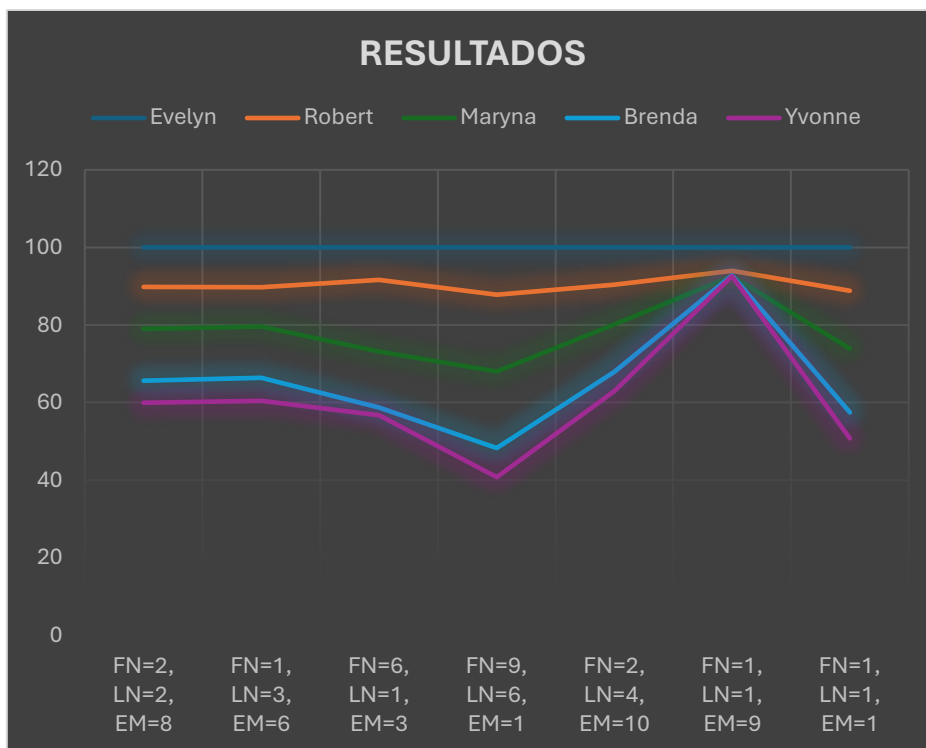 RESULTADOS
Evelyn Robert Maryna Brenda Yvonne
120
100
80
60
40
20
0
FN=2, FN=1, FN=6, FN=9, FN=2, FN=1, FN=1,
LN=2, LN=3, LN=1, LN=6, LN=4, LN=1, LN=1,
EM=8 EM=6 EM=3 EM=1 EM=10 EM=9 EM=1